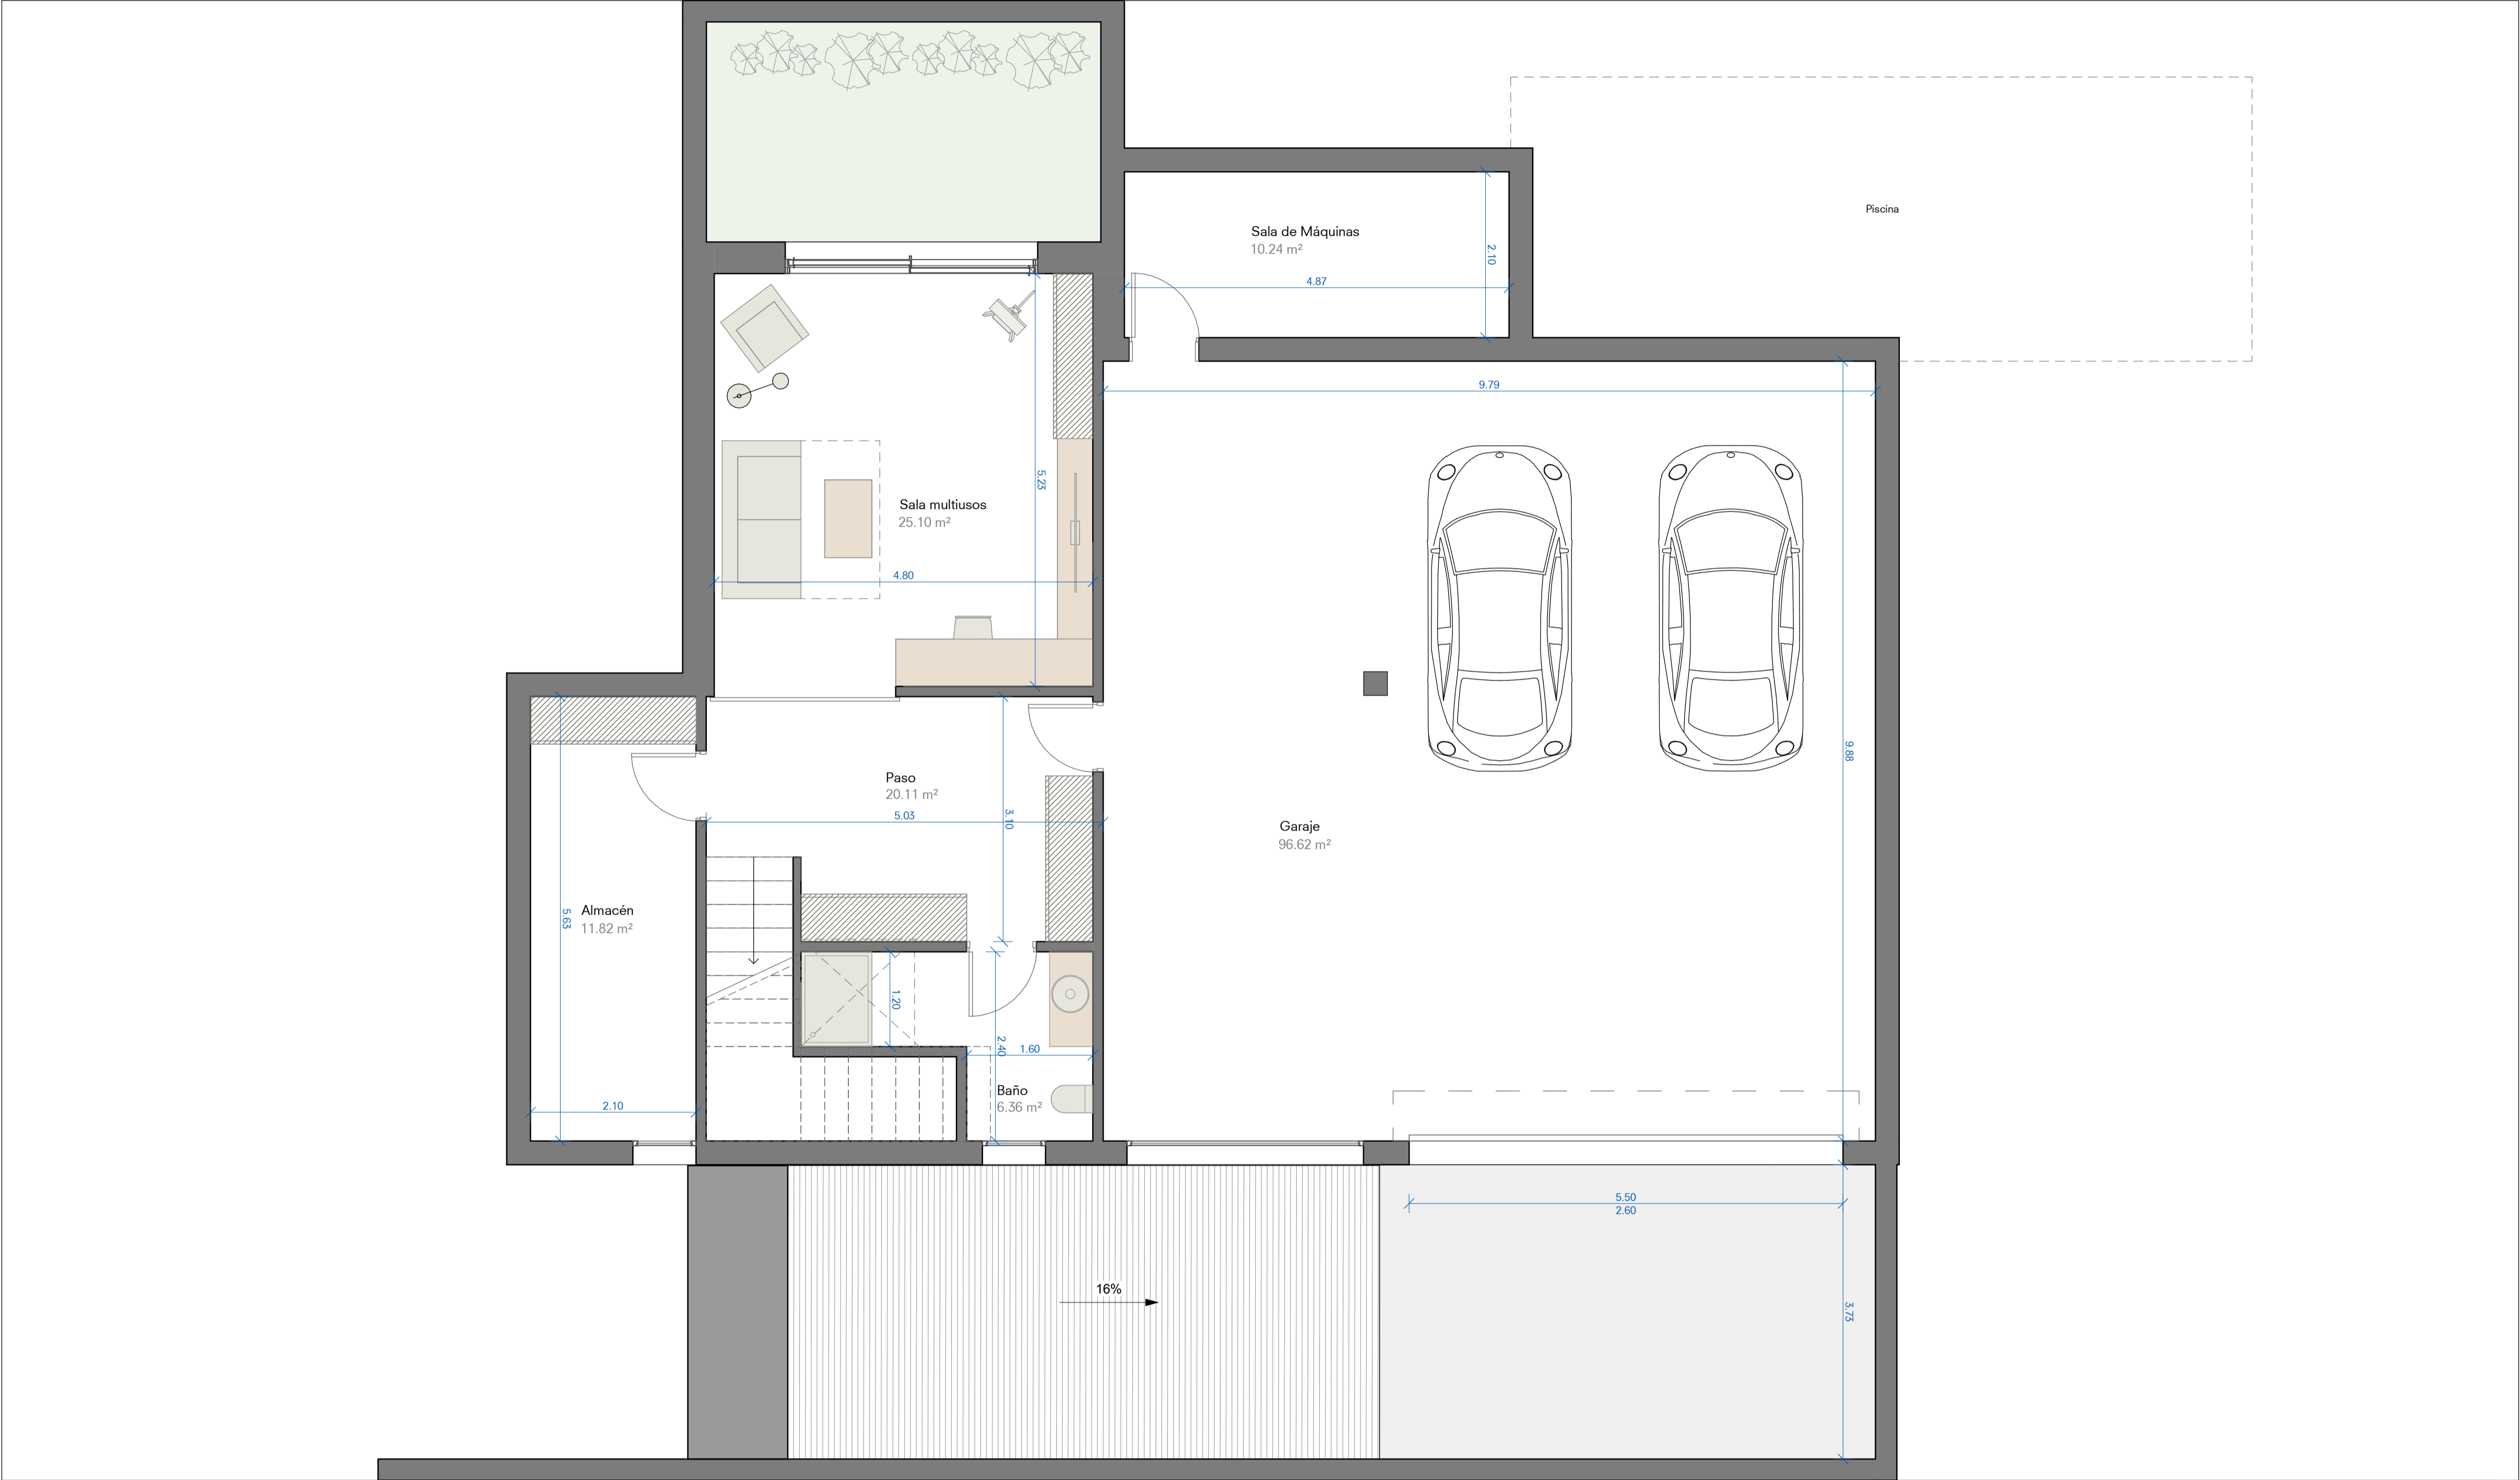 Sala de Máquinas
10.24 m²
Piscina
2.10
4.87
9.79
5.23
Sala multiusos
25.10 m²
4.80
9.88
Paso
20.11 m²
5.03
3.10
Garaje
96.62 m²
Almacén
11.82 m²
5.63
1.20
2.40
1.60
Baño
6.36 m²
2.10
5.50
2.60
16%
3.73